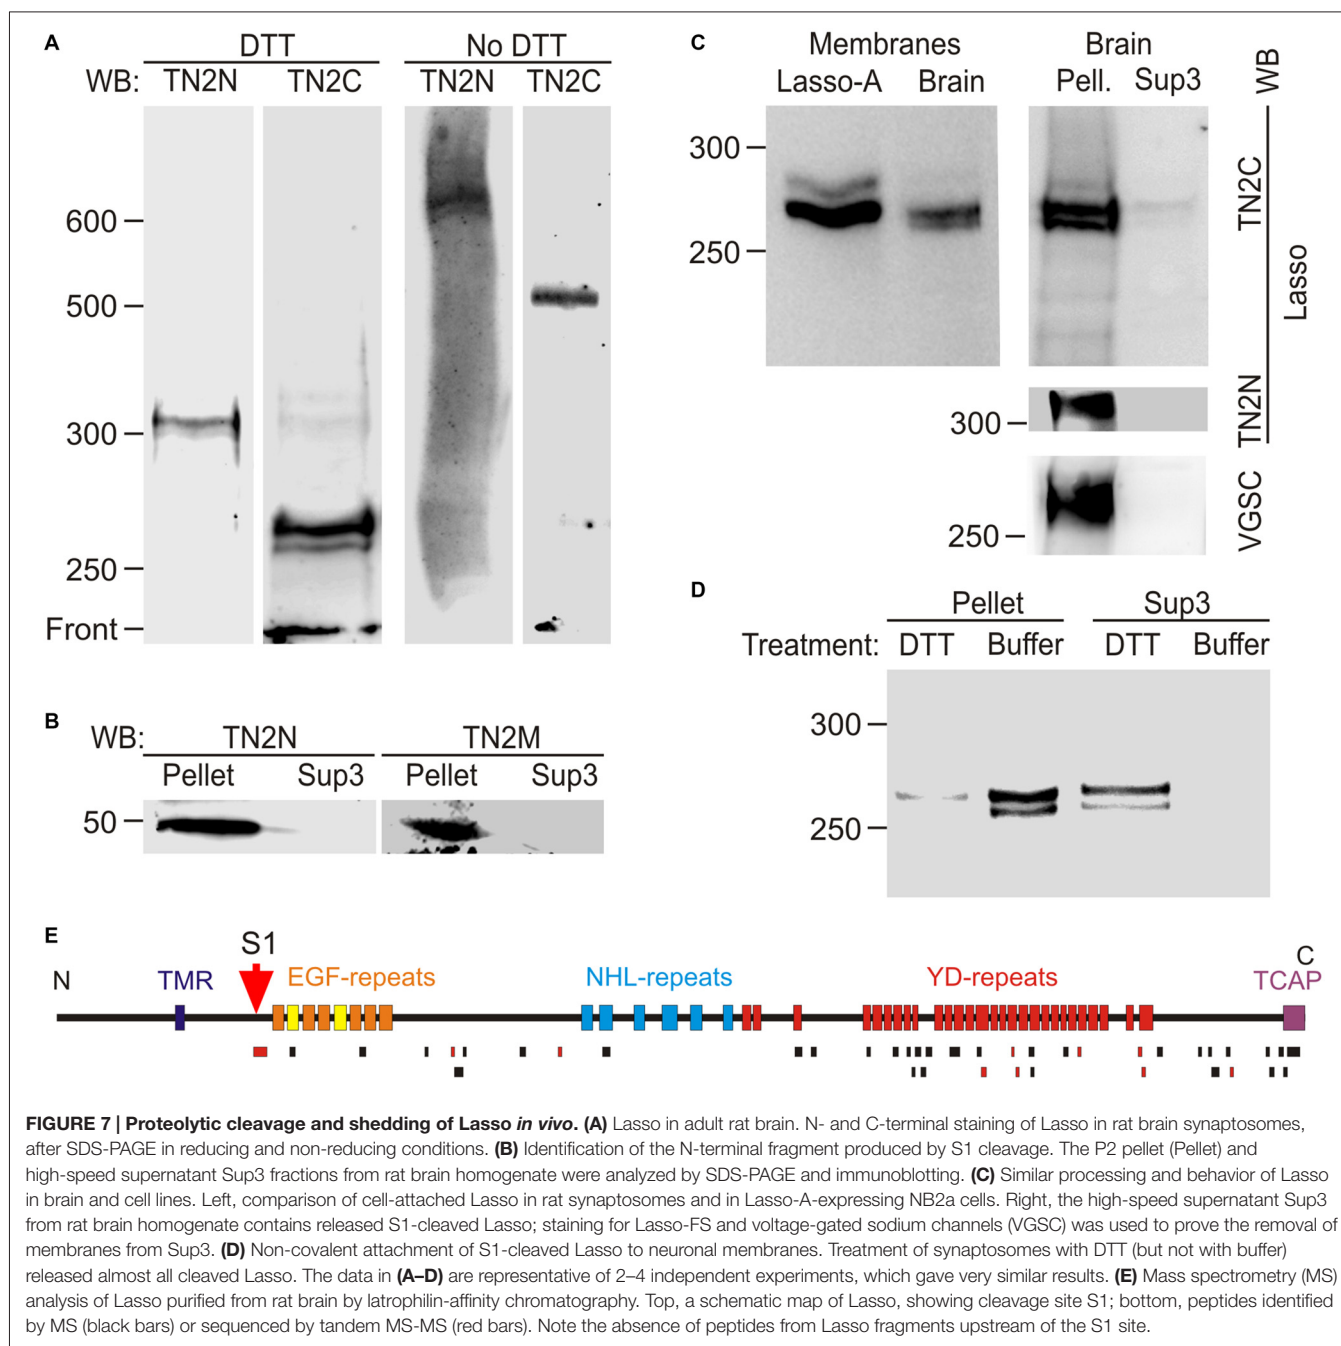 A
DTT
No DTT
WB: TN2N TN2C TN2N TN2C
600
500
300
250
Front
B
WB: TN2N TN2M
Pellet Sup3 Pellet Sup3
50
C
Membranes Brain
Lasso-A Brain Pell. Sup3 WB
300
250
TN2C
Lasso
300
TN2N
250
VGSC
D
Pellet Sup3
Treatment: DTT Buffer DTT Buffer
300
250
E
S1
N TMR EGF-repeats NHL-repeats YD-repeats C
TCAP
FIGURE 7 | Proteolytic cleavage and shedding of Lasso in vivo. (A) Lasso in adult rat brain. N- and C-terminal staining of Lasso in rat brain synaptosomes,
after SDS-PAGE in reducing and non-reducing conditions. (B) Identification of the N-terminal fragment produced by S1 cleavage. The P2 pellet (Pellet) and
high-speed supernatant Sup3 fractions from rat brain homogenate were analyzed by SDS-PAGE and immunoblotting. (C) Similar processing and behavior of Lasso
in brain and cell lines. Left, comparison of cell-attached Lasso in rat synaptosomes and in Lasso-A-expressing NB2a cells. Right, the high-speed supernatant Sup3
from rat brain homogenate contains released S1-cleaved Lasso; staining for Lasso-FS and voltage-gated sodium channels (VGSC) was used to prove the removal of
membranes from Sup3. (D) Non-covalent attachment of S1-cleaved Lasso to neuronal membranes. Treatment of synaptosomes with DTT (but not with buffer)
released almost all cleaved Lasso. The data in (A–D) are representative of 2–4 independent experiments, which gave very similar results. (E) Mass spectrometry (MS)
analysis of Lasso purified from rat brain by latrophilin-affinity chromatography. Top, a schematic map of Lasso, showing cleavage site S1; bottom, peptides identified
by MS (black bars) or sequenced by tandem MS-MS (red bars). Note the absence of peptides from Lasso fragments upstream of the S1 site.